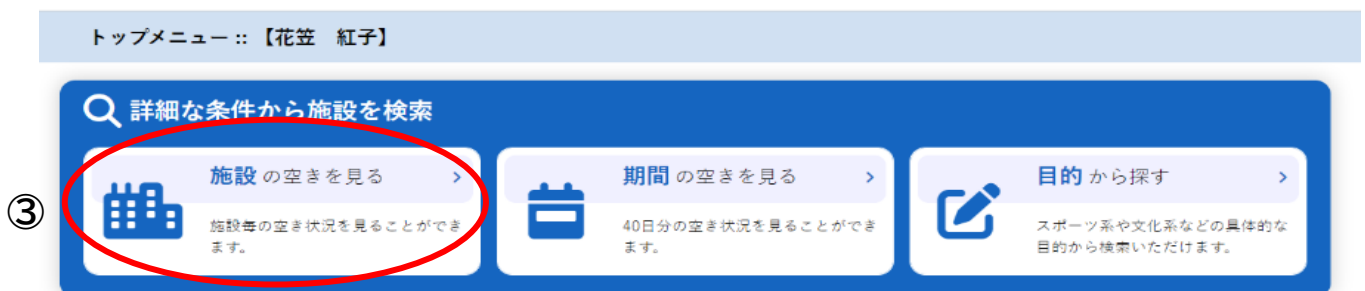 トップメニュー :: 【花笠　紅子】
詳細な条件から施設を検索
③
施設 の空きを見る
施設毎の空き状況を見ることができ
ます。
期間 の空きを見る
40日分の空き状況を見ることができ
ます。
目的 から探す
スポーツ系や文化系などの具体的な
目的から検索いただけます。